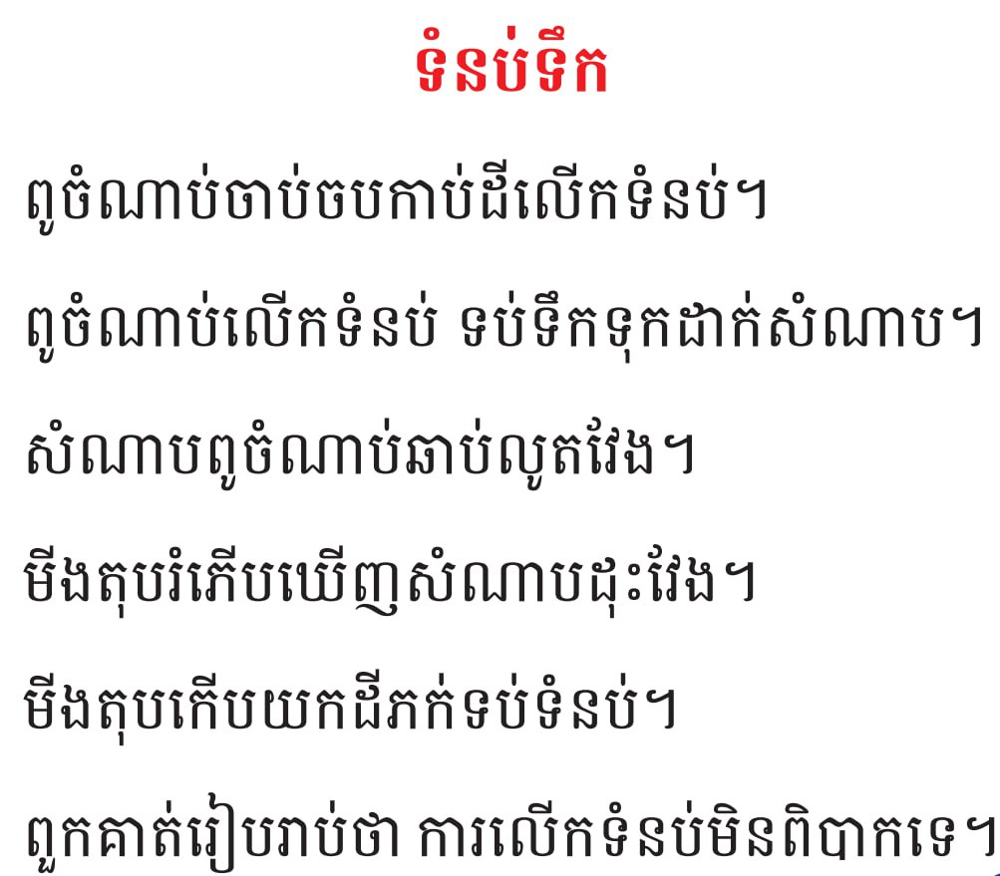 ទំនប់ទឹក
ពូចំណាប់ចាប់ចបកាប់ដីលើកទំនប់។
ពូចំណាប់លើកទំនប់ ទប់ទឹកទុកដាក់សំណាប។
សំណាបពូចំណាប់ឆាប់លូតវែង។
មីងតុបរំភើបឃើញសំណាបដុះវែង។
មីងតុបកើបយកដីភក់ទប់ទំនប់។
ពួកគាត់រៀបរាប់ថា ការលើកទំនប់មិនពិបាកទេ។